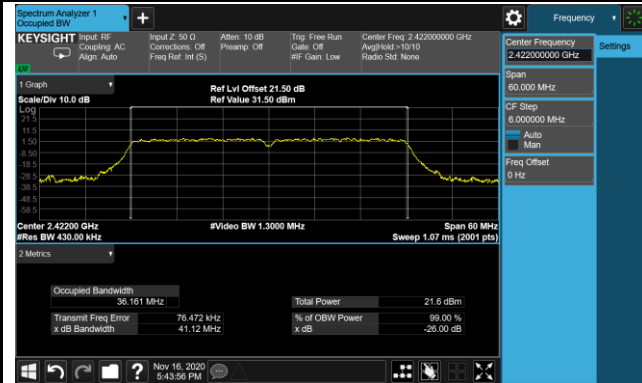 Spectrum Analyzer 1
Occupied BW
Frequency
KEYSIGHT
Input: RF
Coupling: AC
Align: Auto
Input Z: 50 Ω
Corrections: Off
Freq Ref: Int (S)
Atten: 10 dB
Preamp: Off
Trig: Free Run
Gate: Off
#IF Gain: Low
Center Freq: 2.422000000 GHz
Avg|Hold:>10/10
Radio Std: None
Center Frequency
2.422000000 GHz
Settings
Span
60.000 MHz
CF Step
6.000000 MHz
Auto
Man
Freq Offset
0 Hz
1 Graph
Scale/Div 10.0 dB
Ref Lvl Offset 21.50 dB
Ref Value 31.50 dBm
Log
21.5
11.5
1.50
-8.50
-18.5
-28.5
-38.5
-48.5
-58.5
Center 2.42200 GHz
#Video BW 1.3000 MHz
Span 60 MHz
#Res BW 430.00 kHz
Sweep 1.07 ms (2001 pts)
2 Metrics
Occupied Bandwidth
36.161 MHz
Total Power 21.6 dBm
Transmit Freq Error 76.472 kHz
% of OBW Power 99.00 %
x dB Bandwidth 41.12 MHz
x dB -26.00 dB
Nov 16, 2020
5:43:56 PM